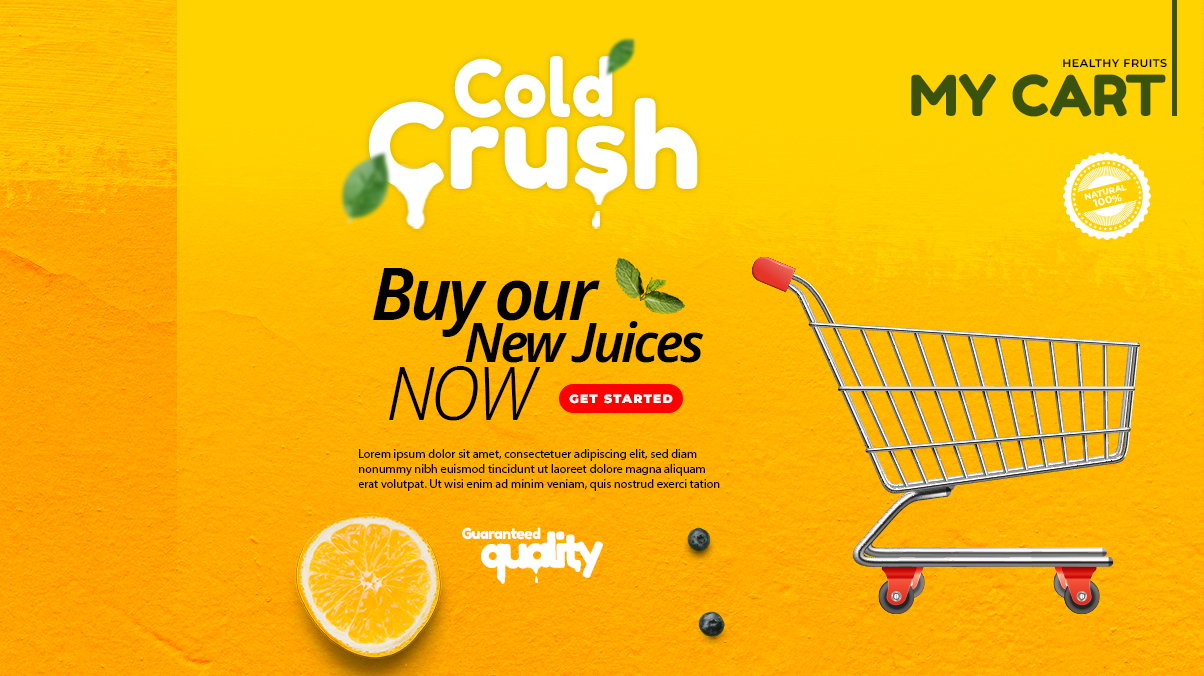 Cold
Crush
HEALTHY FRUITS
MY CART
NATURAL
100%
Buy our
New Juices
NOW
GET STARTED
Lorem ipsum dolor sit amet, consectetuer adipiscing elit, sed diam
nonummy nibh euismod tincidunt ut laoreet dolore magna aliquam
erat volutpat. Ut wisi enim ad minim veniam, quis nostrud exerci tation
Guaranteed
quality